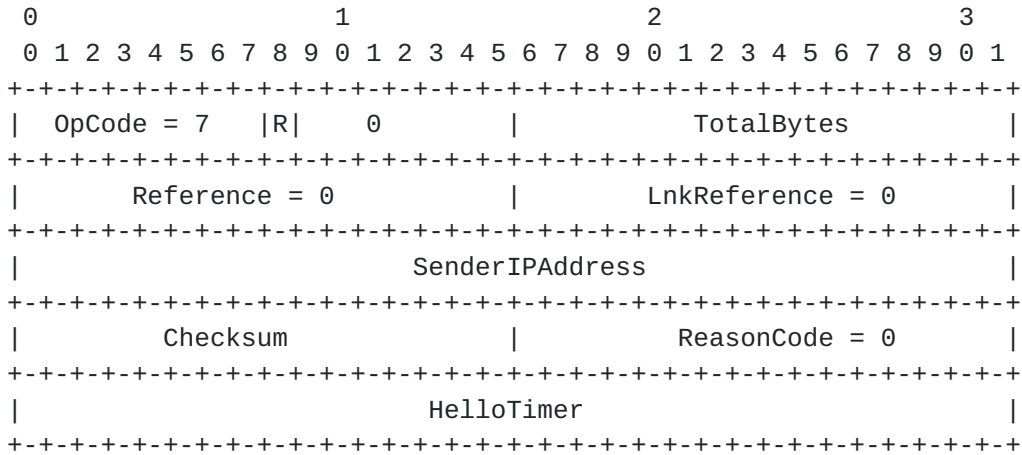 0                   1                   2                   3
 0 1 2 3 4 5 6 7 8 9 0 1 2 3 4 5 6 7 8 9 0 1 2 3 4 5 6 7 8 9 0 1
+-+-+-+-+-+-+-+-+-+-+-+-+-+-+-+-+-+-+-+-+-+-+-+-+-+-+-+-+-+-+-+-+
|  OpCode = 7   |R|    0        |           TotalBytes          |
+-+-+-+-+-+-+-+-+-+-+-+-+-+-+-+-+-+-+-+-+-+-+-+-+-+-+-+-+-+-+-+-+
|       Reference = 0           |        LnkReference = 0       |
+-+-+-+-+-+-+-+-+-+-+-+-+-+-+-+-+-+-+-+-+-+-+-+-+-+-+-+-+-+-+-+-+
|                         SenderIPAddress                       |
+-+-+-+-+-+-+-+-+-+-+-+-+-+-+-+-+-+-+-+-+-+-+-+-+-+-+-+-+-+-+-+-+
|         Checksum              |          ReasonCode = 0       |
+-+-+-+-+-+-+-+-+-+-+-+-+-+-+-+-+-+-+-+-+-+-+-+-+-+-+-+-+-+-+-+-+
|                          HelloTimer                           |
+-+-+-+-+-+-+-+-+-+-+-+-+-+-+-+-+-+-+-+-+-+-+-+-+-+-+-+-+-+-+-+-+